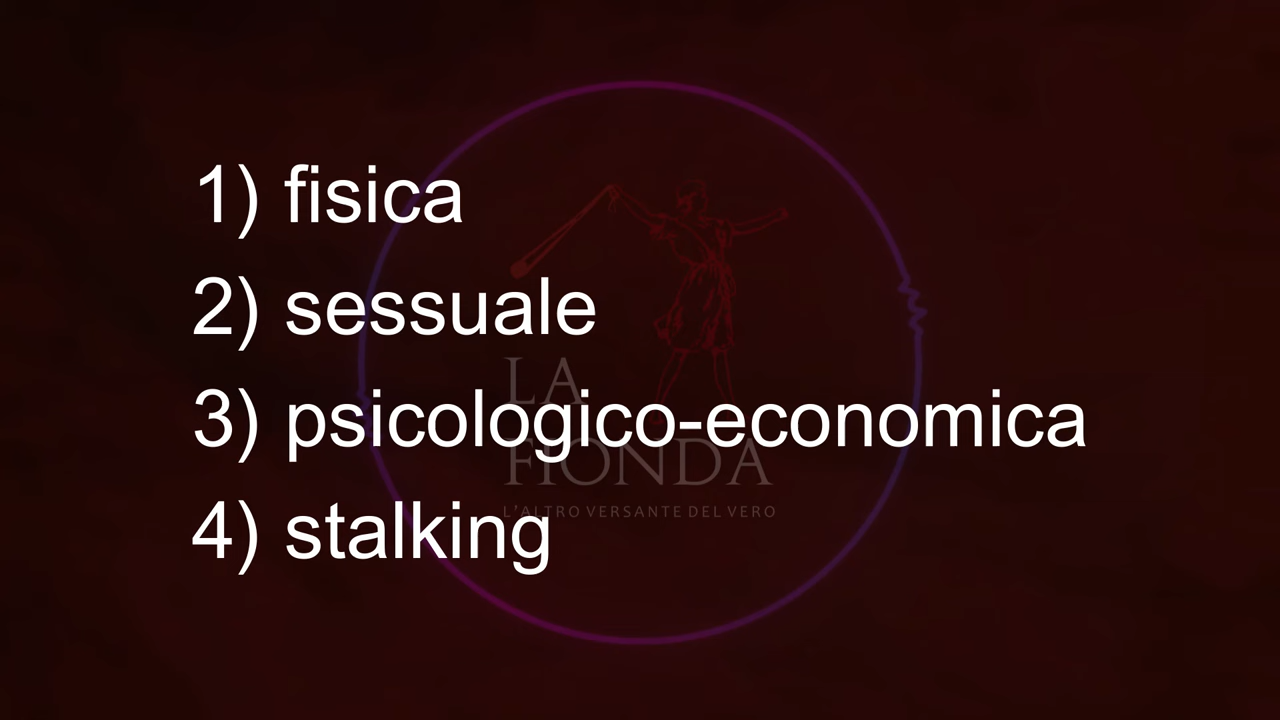 1) fisica
2) sessuale
3) psicologico-economica
4) stalking
LA
FIONDA
L'ALTRO VERSANTE DEL VERO